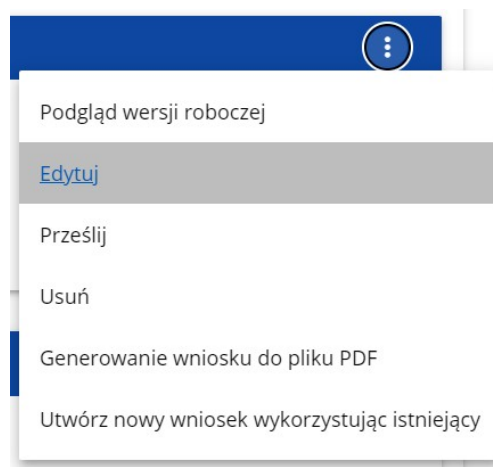 Podgląd wersji roboczej
Edytuj
Prześlij
Usuń
Generowanie wniosku do pliku PDF
Utwórz nowy wniosek wykorzystując istniejący